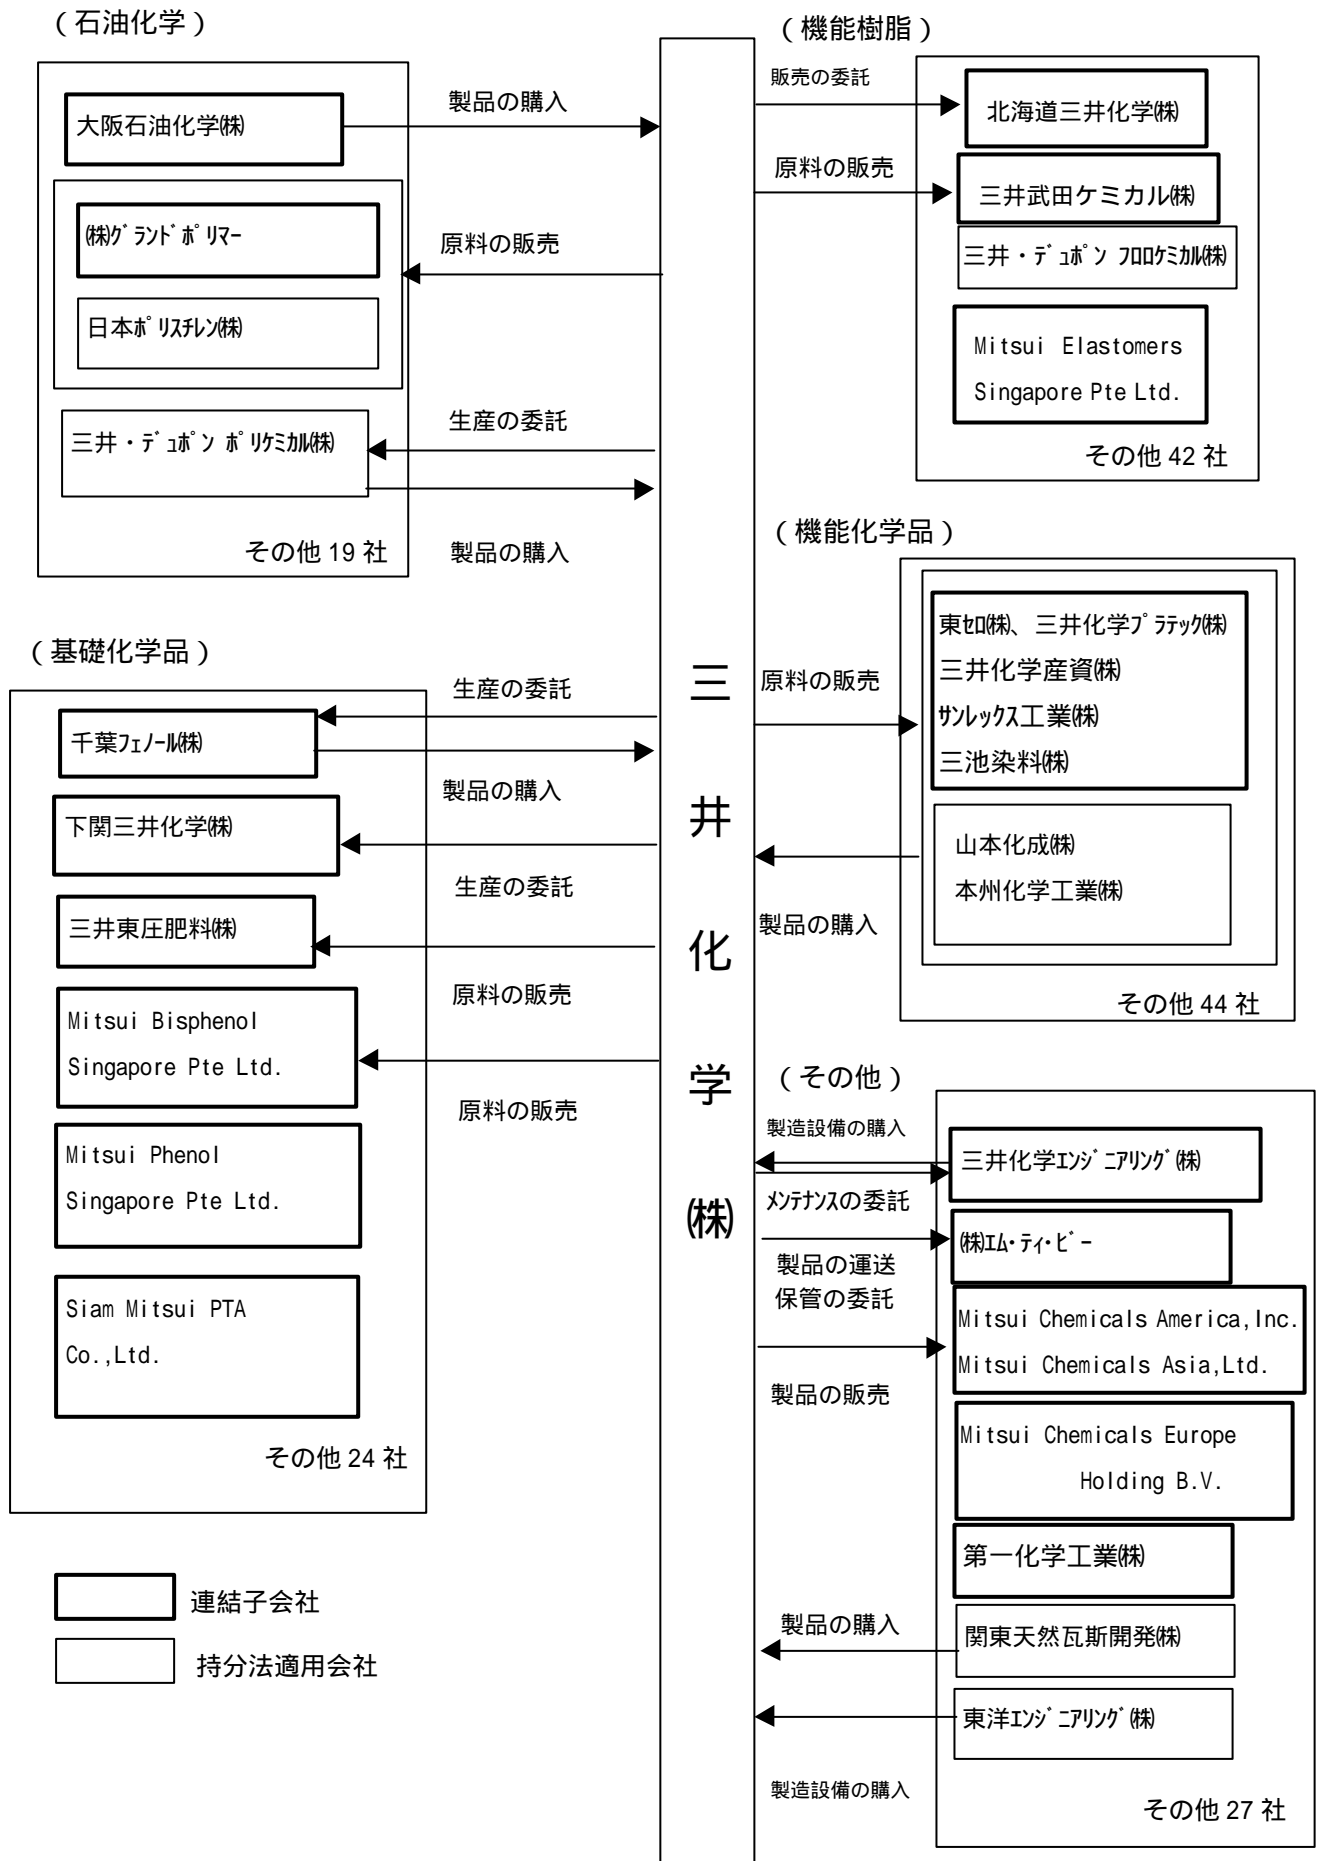 (石油化学)
大阪石油化学㈱
製品の購入
㈱グランドポリマー
原料の販売
日本ポリスチレン㈱
三井・デュポン ポリケミカル㈱
生産の委託
その他 19 社
製品の購入
(基礎化学品)
千葉フェノール㈱
生産の委託
製品の購入
下関三井化学㈱
生産の委託
三井東圧肥料㈱
原料の販売
Mitsui Bisphenol
Singapore Pte Ltd.
原料の販売
Mitsui Phenol
Singapore Pte Ltd.
Siam Mitsui PTA
Co.,Ltd.
その他 24 社
連結子会社
持分法適用会社
三
井
化
学
㈱
(機能樹脂)
販売の委託
北海道三井化学㈱
原料の販売
三井武田ケミカル㈱
三井・デュポン フロロケミカル㈱
Mitsui Elastomers
Singapore Pte Ltd.
その他 42 社
(機能化学品)
東セロ㈱、三井化学プラテック㈱
三井化学産資㈱
サンレックス工業㈱
三池染料㈱
原料の販売
山本化成㈱
本州化学工業㈱
製品の購入
その他 44 社
(その他)
製造設備の購入
三井化学エンジニアリング㈱
メンテナンスの委託
㈱エム・ティ・ビー
製品の運送
保管の委託
Mitsui Chemicals America,Inc.
Mitsui Chemicals Asia,Ltd.
製品の販売
Mitsui Chemicals Europe
Holding B.V.
第一化学工業㈱
製品の購入
関東天然瓦斯開発㈱
東洋エンジニアリング㈱
製造設備の購入
その他 27 社